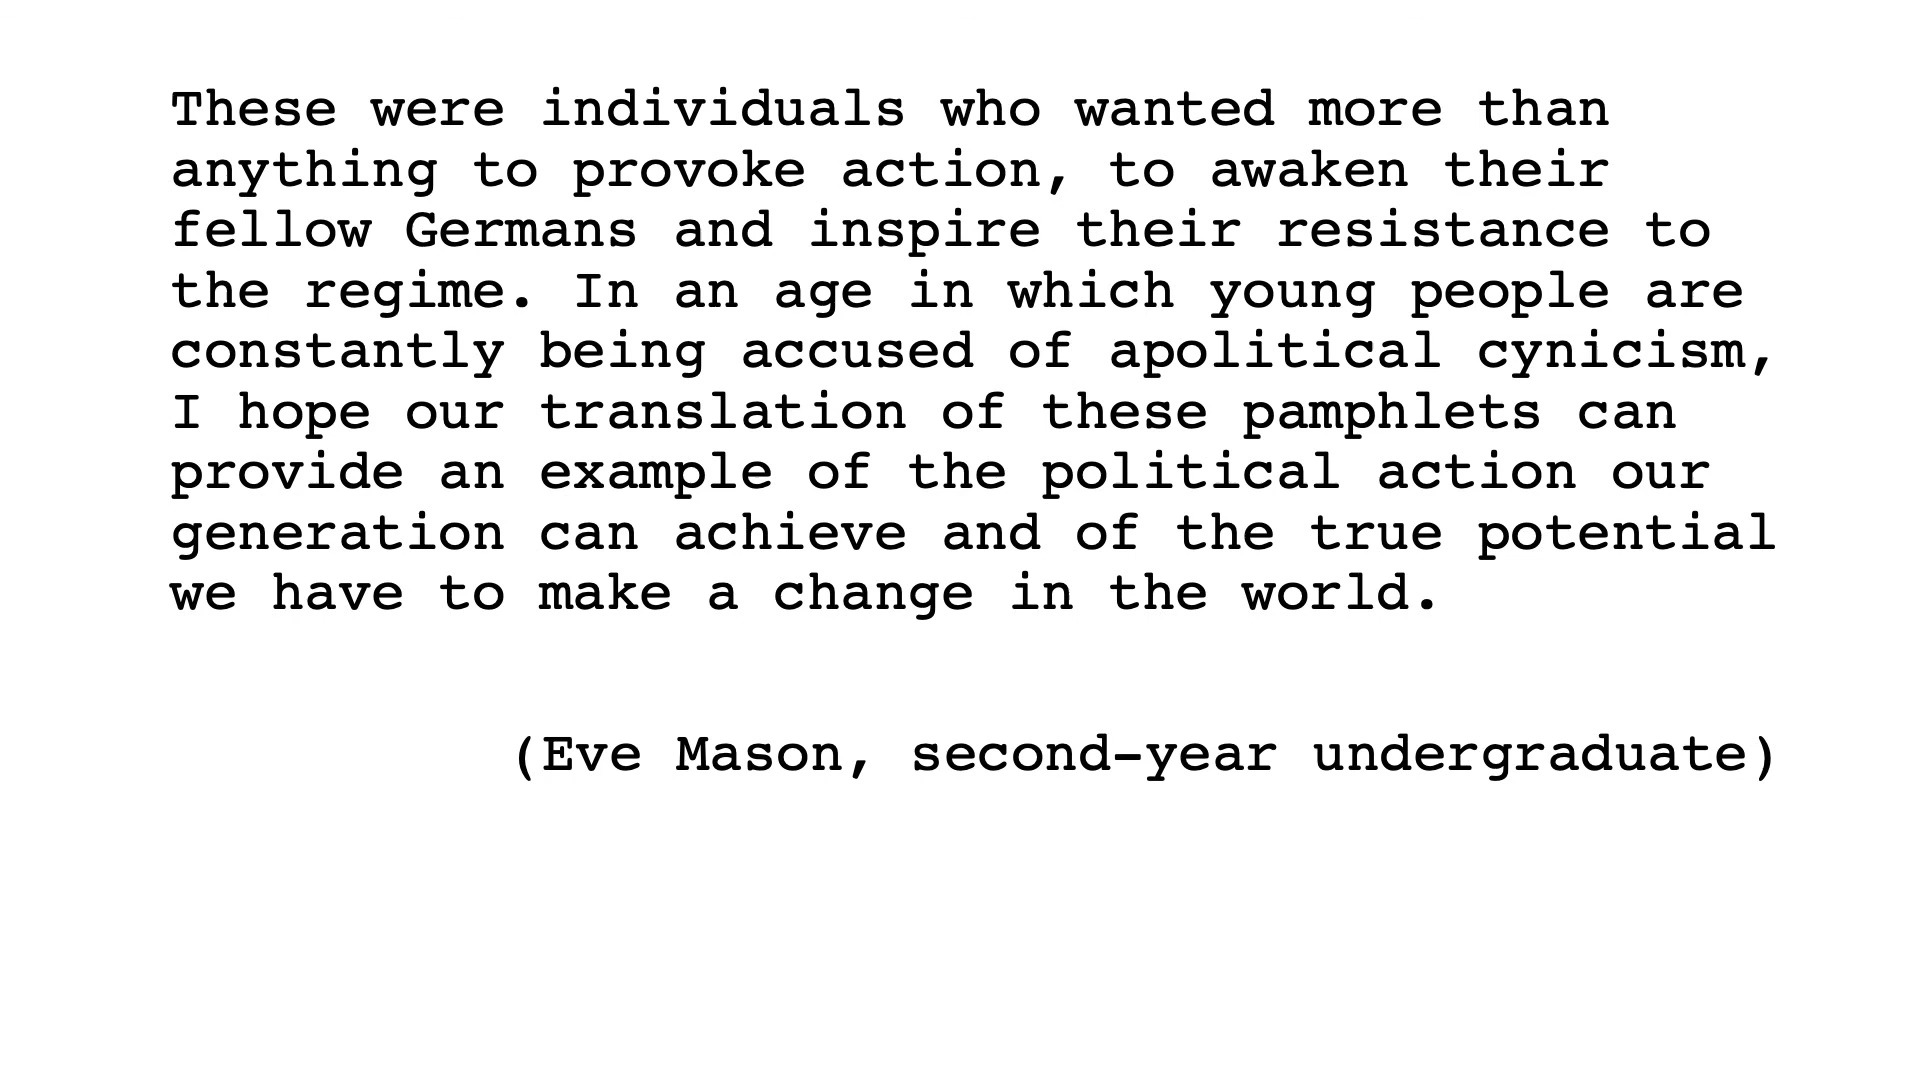 These were individuals who wanted more than
anything to provoke action, to awaken their
fellow Germans and inspire their resistance to
the regime. In an age in which young people are
constantly being accused of apolitical cynicism,
I hope our translation of these pamphlets can
provide an example of the political action our
generation can achieve and of the true potential
we have to make a change in the world.
(Eve Mason, second-year undergraduate)